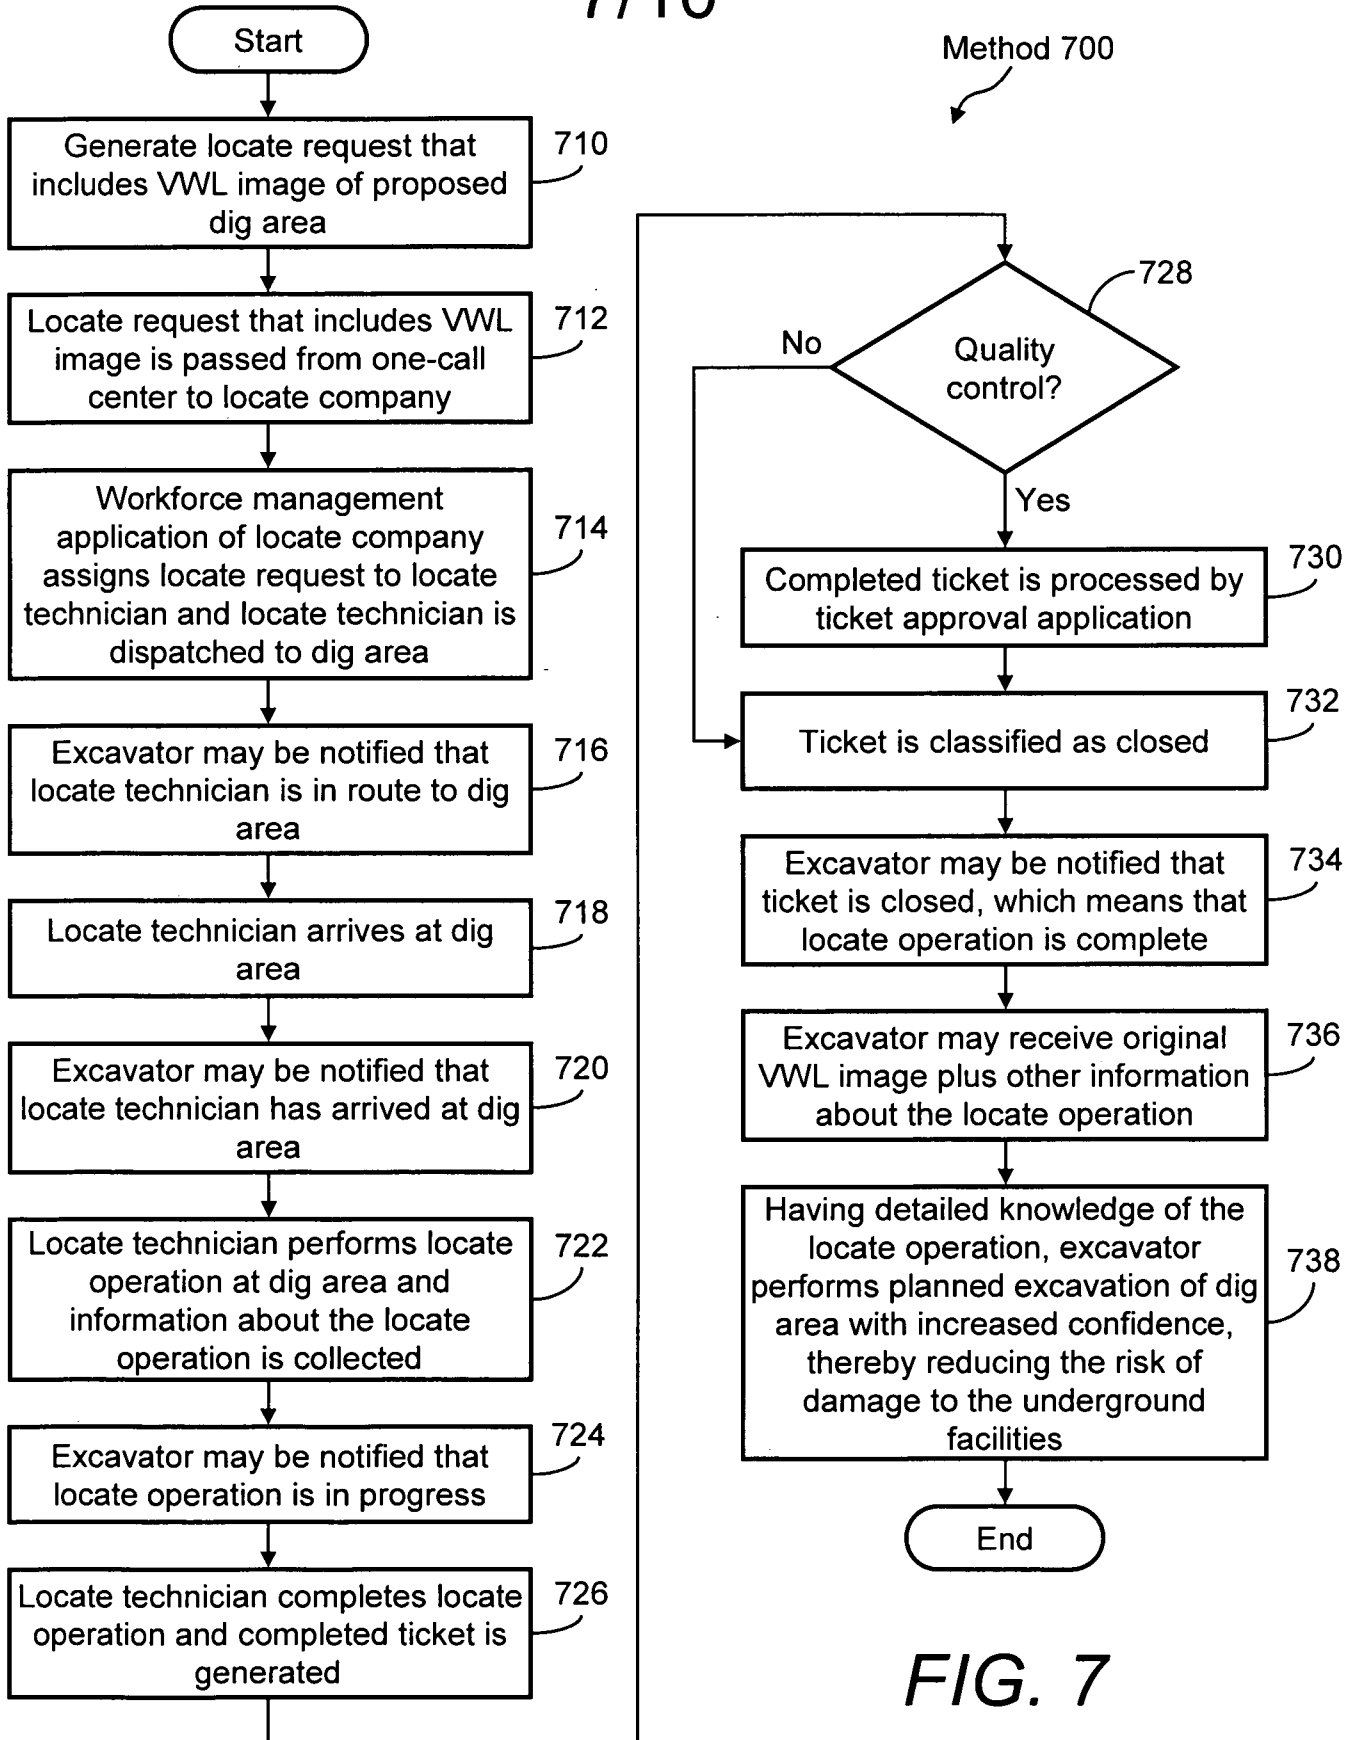 Start
Method 700
Generate locate request that
includes VWL image of proposed
dig area
710
Locate request that includes VWL
image is passed from one-call
center to locate company
712
Workforce management
application of locate company
assigns locate request to locate
technician and locate technician is
dispatched to dig area
714
Excavator may be notified that
locate technician is in route to dig
area
716
Locate technician arrives at dig
area
718
Excavator may be notified that
locate technician has arrived at dig
area
720
Locate technician performs locate
operation at dig area and
information about the locate
operation is collected
722
Excavator may be notified that
locate operation is in progress
724
Locate technician completes locate
operation and completed ticket is
generated
726
Quality
control?
728
No
Yes
Completed ticket is processed by
ticket approval application
730
Ticket is classified as closed
732
Excavator may be notified that
ticket is closed, which means that
locate operation is complete
734
Excavator may receive original
VWL image plus other information
about the locate operation
736
Having detailed knowledge of the
locate operation, excavator
performs planned excavation of dig
area with increased confidence,
thereby reducing the risk of
damage to the underground
facilities
738
End
FIG. 7